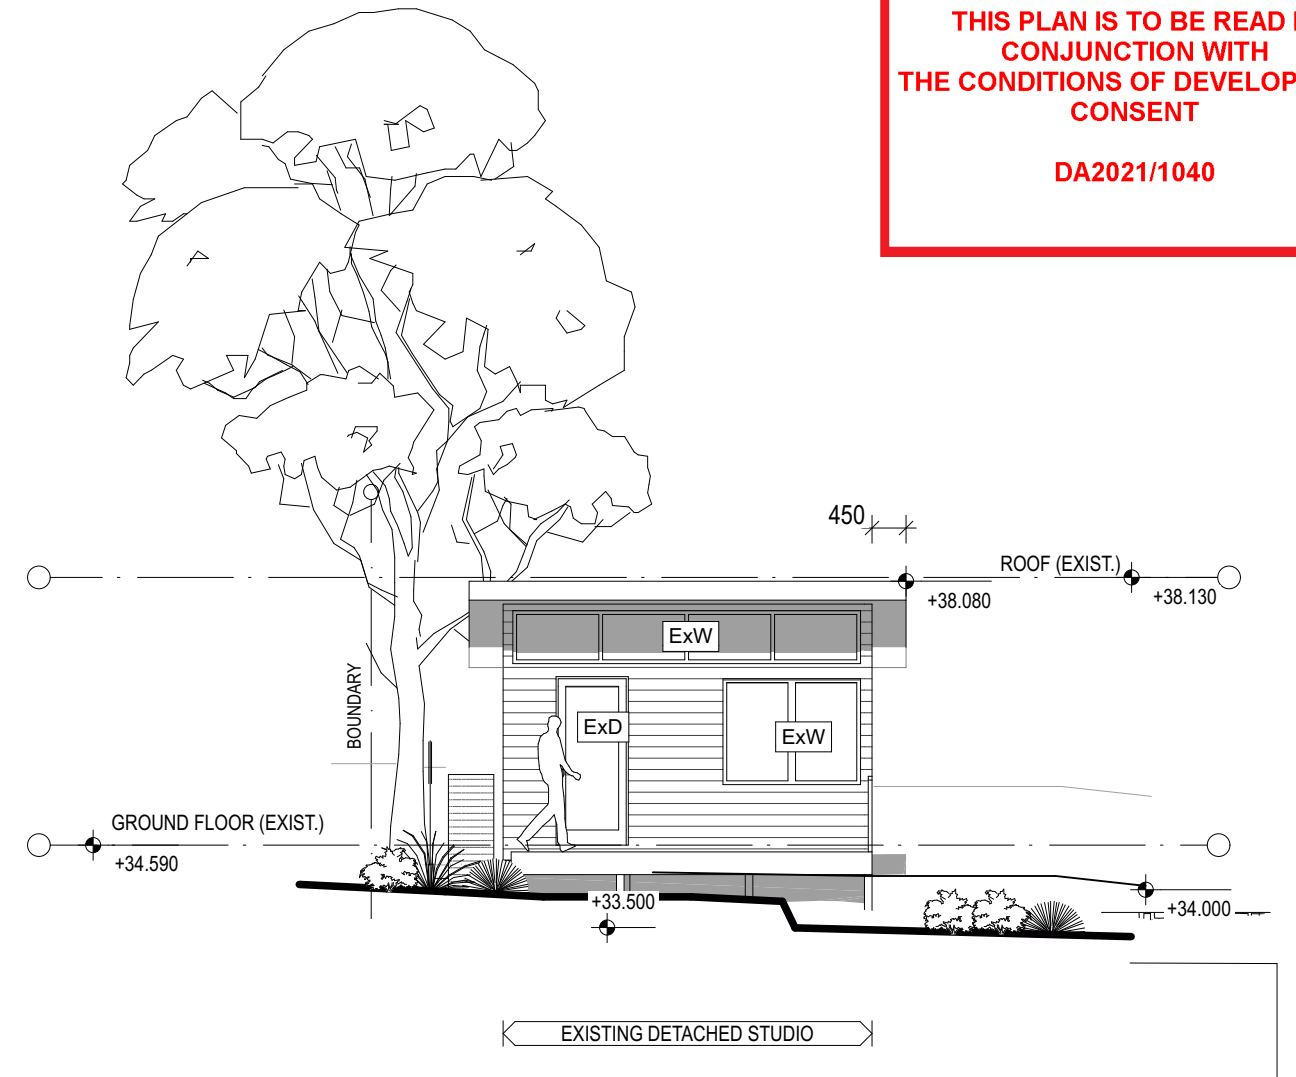 THIS PLAN IS TO BE READ
CONJUNCTION WITH
THE CONDITIONS OF DEVELOP
CONSENT
DA2021/1040
450
ROOF (EXIST.)
+38.080
+38.130
ExW
BOUNDARY
ExD
ExW
GROUND FLOOR (EXIST.)
+34.590
+33.500
+34.000
EXISTING DETACHED STUDIO